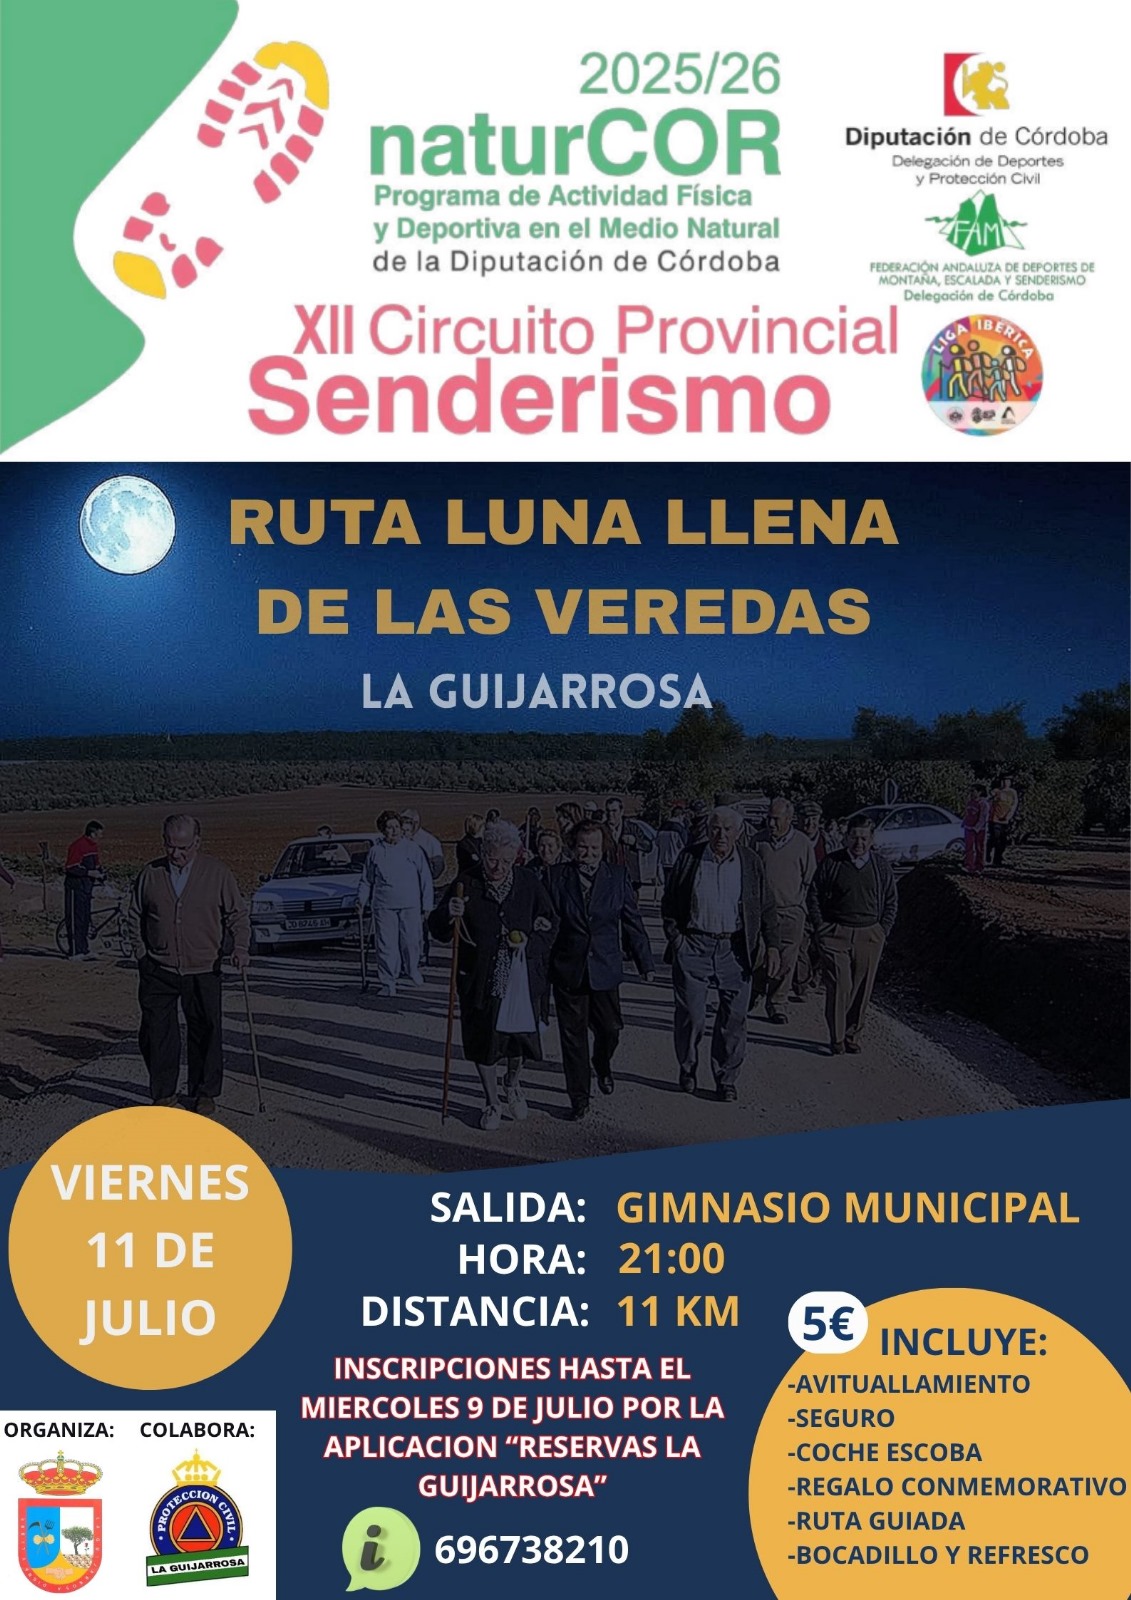 2025/26
naturCOR
Programa de Actividad Física
y Deportiva en el Medio Natural
de la Diputación de Córdoba
Diputación de Córdoba
Delegación de Deportes
y Protección Civil
FAM
FEDERACIÓN ANDALUZA DE DEPORTES DE
MONTAÑA, ESCALADA Y SENDERISMO
Delegación de Córdoba
XII Circuito Provincial
Senderismo
LIGA IBÉRICA
RUTA LUNA LLENA
DE LAS VEREDAS
LA GUIJARROSA
VIERNES
11 DE
JULIO
SALIDA: GIMNASIO MUNICIPAL
HORA: 21:00
DISTANCIA: 11 KM
INSCRIPCIONES HASTA EL
MIERCOLES 9 DE JULIO POR LA
APLICACION “RESERVAS LA
GUIJARROSA”
i 696738210
5€ INCLUYE:
-AVITUALLAMIENTO
-SEGURO
-COCHE ESCOBA
-REGALO CONMEMORATIVO
-RUTA GUIADA
-BOCADILLO Y REFRESCO
ORGANIZA: COLABORA:
PROTECCION CIVIL
LA GUIJARROSA